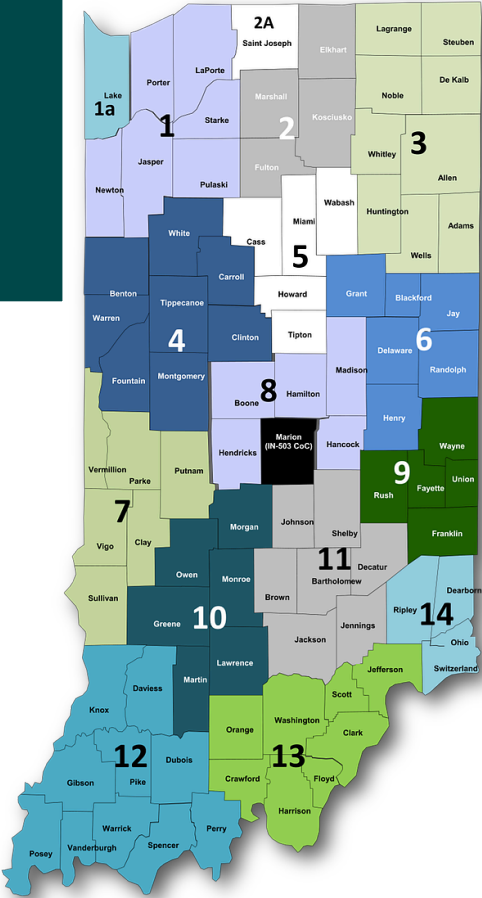 2A
Saint Joseph
Lagrange
Steuben
Elkhart
LaPorte
Porter
Lake
1a
De Kalb
Noble
Marshall
Kosciusko
Starke
1
2
3
Whitley
Jasper
Fulton
Allen
Newton
Pulaski
Wabash
Miami
Huntington
Adams
White
Cass
Wells
5
Carroll
Benton
Howard
Grant
Blackford
Jay
Tippecanoe
Warren
Clinton
Tipton
4
6
Delaware
Madison
Randolph
Fountain
Montgomery
8
Boone
Hamilton
Henry
Marion
(IN-503 CoC)
Hancock
Wayne
Hendricks
Vermillion
Parke
Putnam
9
Rush
Fayette
Union
7
Johnson
Morgan
Shelby
Franklin
Vigo
Clay
11
Decatur
Owen
Monroe
Bartholomew
Dearborn
Sullivan
Brown
Ripley
14
Greene
10
Jennings
Jackson
Ohio
Switzerland
Lawrence
Jefferson
Martin
Daviess
Scott
Knox
Washington
Orange
Clark
12
Dubois
13
Gibson
Pike
Crawford
Floyd
Harrison
Warrick
Perry
Posey
Vanderburgh
Spencer